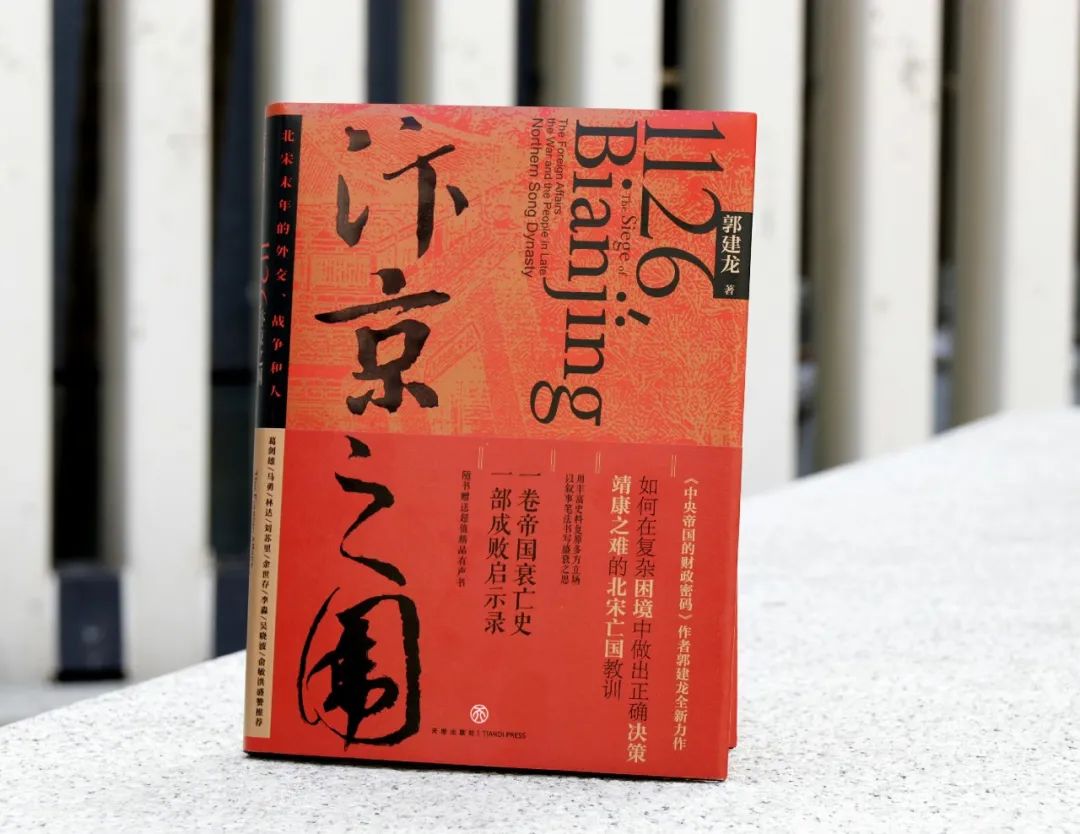 汴京之围
1126
The Siege of
Bianjing
The Foreign Affairs,
the War and the People in Late
Northern Song Dynasty
郭建龙 著
北宋末年的外交、战争和人
《中央帝国的财政密码》作者郭建龙全新力作
如何在复杂困境中做出正确决策
靖康之难的北宋亡国教训
用丰富史料复原多方立场
以叙事笔法书写盛衰之思
一卷帝国衰亡史
一部成败启示录
随书赠送超值精品有声书
天地出版社 | TIANDI PRESS
葛剑雄/马勇/林达/刘苏里/余世存/李淼/吴晓波/俞敏洪盛赞推荐